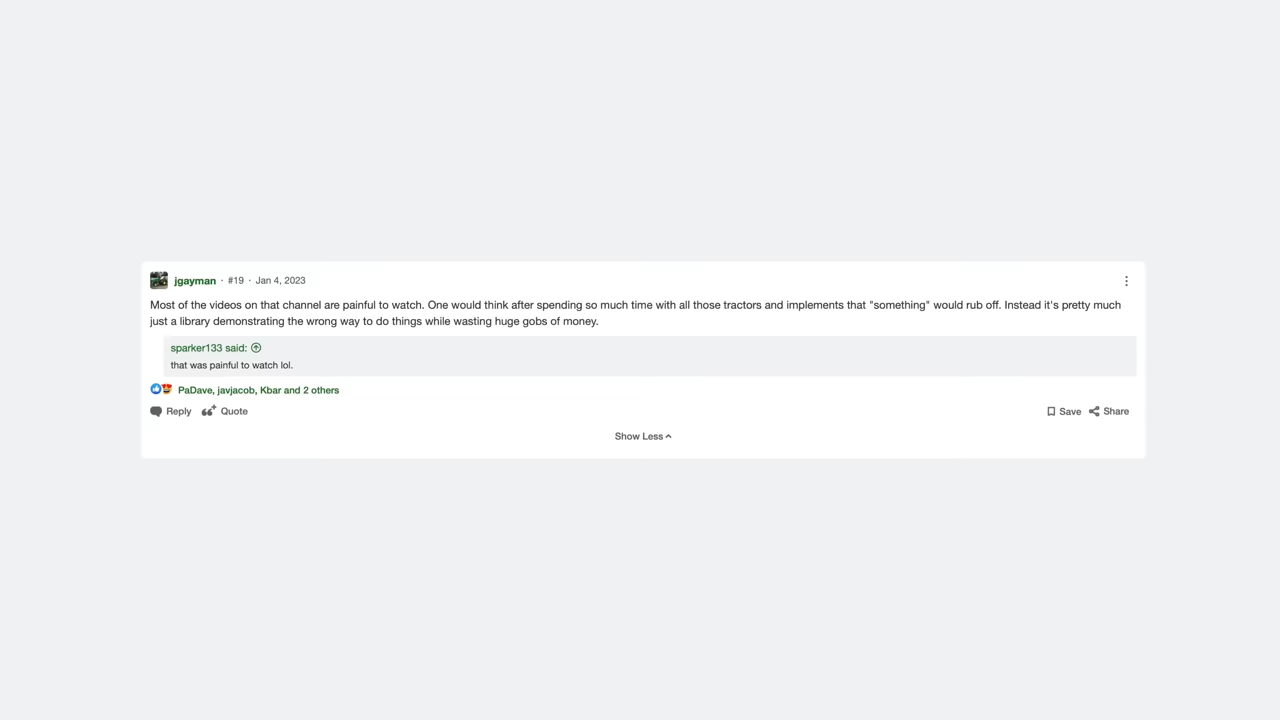 jgayman · #19 · Jan 4, 2023
Most of the videos on that channel are painful to watch. One would think after spending so much time with all those tractors and implements that "something" would rub off. Instead it's pretty much
just a library demonstrating the wrong way to do things while wasting huge gobs of money.
sparker133 said:
that was painful to watch lol.
PaDave, javjacob, Kbar and 2 others
Reply Quote Save Share
Show Less